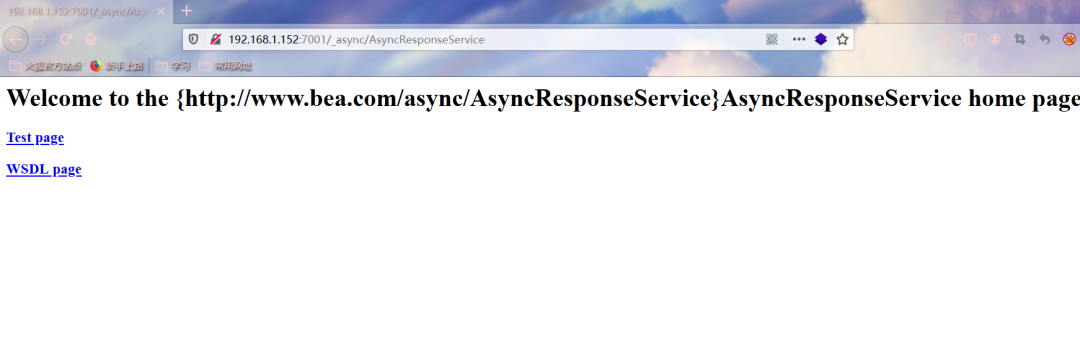 192.168.1.152:7001/_async/Asyn
192.168.1.152:7001/_async/AsyncResponseService
火狐官方站点 新手上路 学习 常用网址
Welcome to the {http://www.bea.com/async/AsyncResponseService}AsyncResponseService home page
Test page
WSDL page